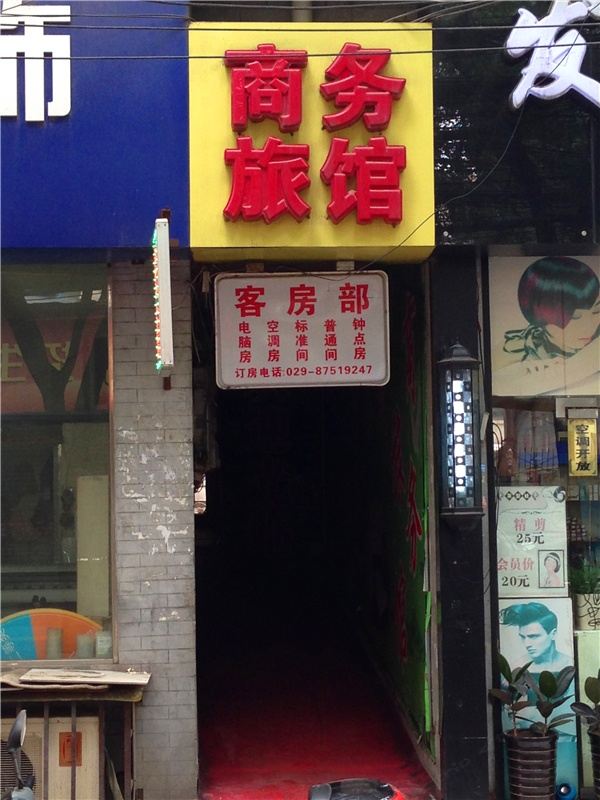 饰
商务
旅馆
发
客房部
电脑房
空调房
标准间
普通间
钟点房
订房电话:029-87519247
空调开放
精剪
25元
会员价
20元